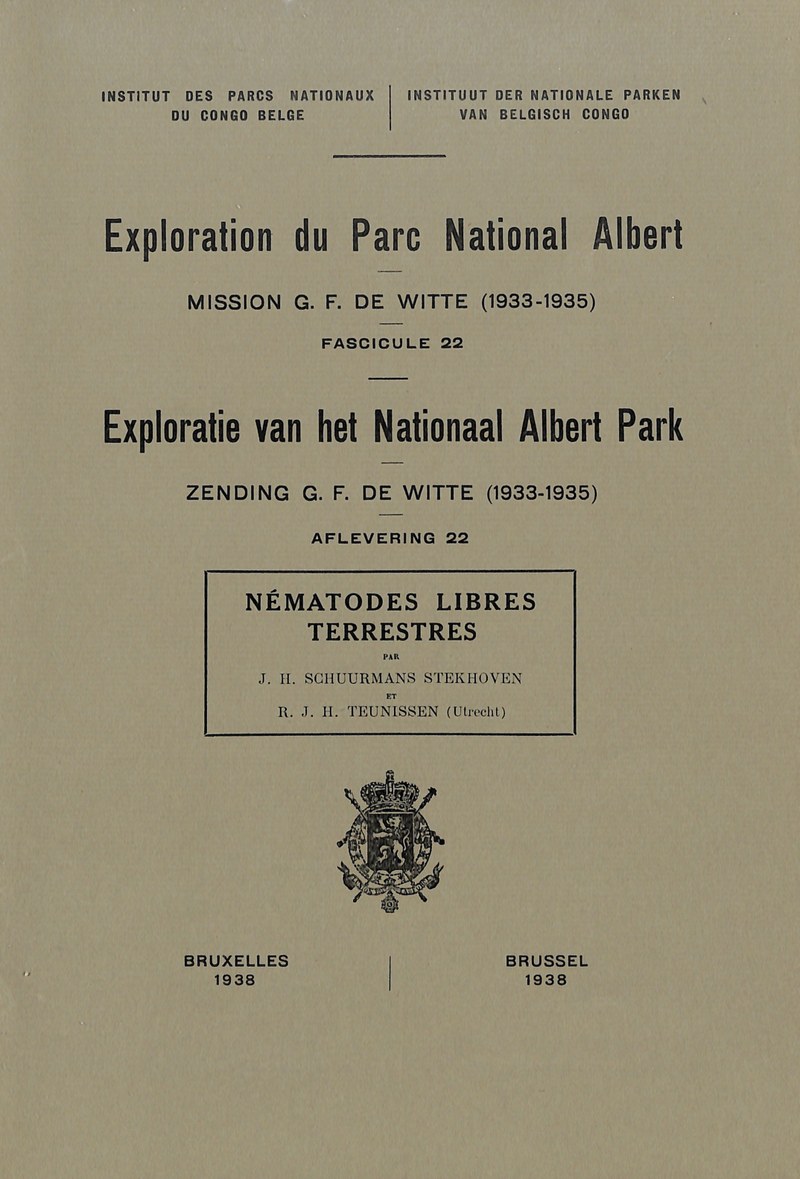 INSTITUT DES PARCS NATIONAUX
DU CONGO BELGE
INSTITUUT DER NATIONALE PARKEN
VAN BELGISCH CONGO
Exploration du Parc National Albert
MISSION G. F. DE WITTE (1933-1935)
FASCICULE 22
Exploratie van het Nationaal Albert Park
ZENDING G. F. DE WITTE (1933-1935)
AFLEVERING 22
NÉMATODES LIBRES
TERRESTRES
PAR
J. H. SCHUURMANS STEKHOVEN
ET
R. J. H. TEUNISSEN (Utrecht)
BRUXELLES
1938
BRUSSEL
1938